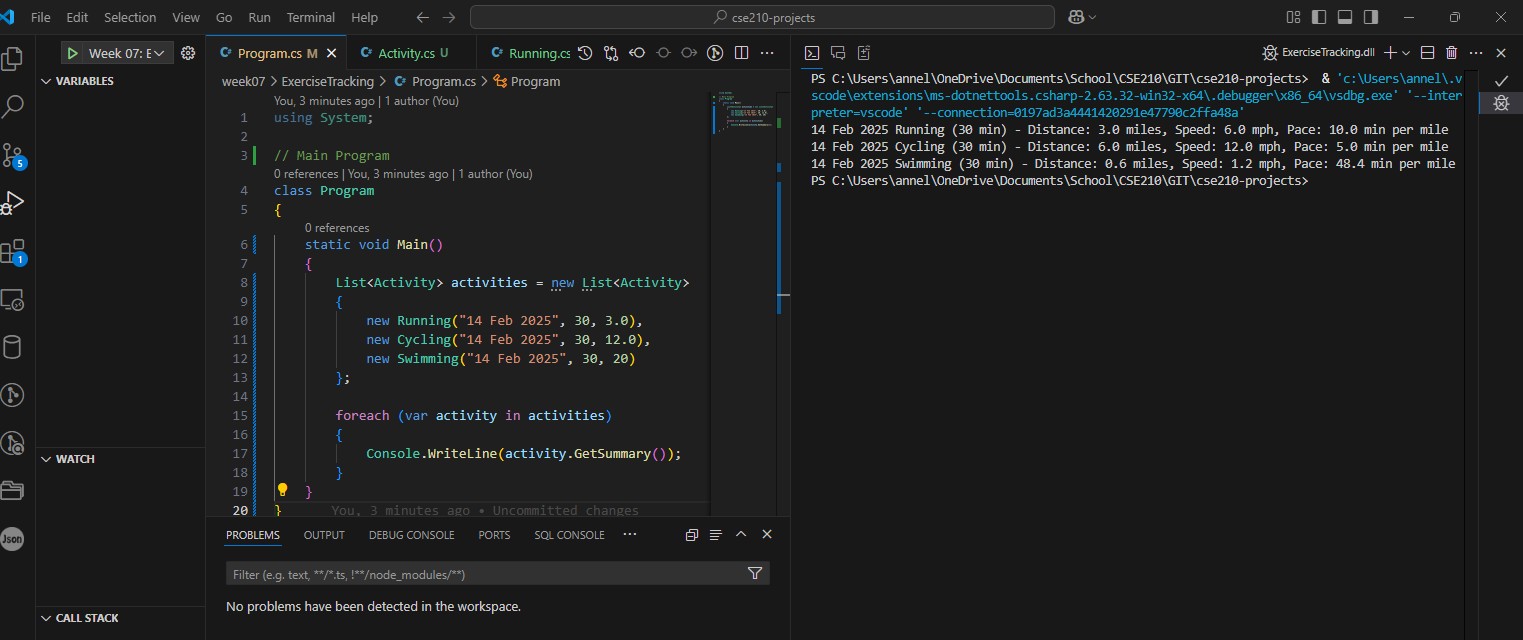 File Edit Selection View Go Run Terminal Help
cse210-projects
Week 07: E
Program.cs M
Activity.cs U
Running.cs
ExerciseTracking.dll
VARIABLES
week07 > ExerciseTracking > Program.cs > Program
You, 3 minutes ago | 1 author (You)
1 using System;
2
3 // Main Program
0 references | You, 3 minutes ago | 1 author (You)
4 class Program
5 {
0 references
6 static void Main()
7 {
8 List<Activity> activities = new List<Activity>
9 {
10 new Running("14 Feb 2025", 30, 3.0),
11 new Cycling("14 Feb 2025", 30, 12.0),
12 new Swimming("14 Feb 2025", 30, 20)
13 };
14
15 foreach (var activity in activities)
16 {
17 Console.WriteLine(activity.GetSummary());
18 }
19 }
20 } You, 3 minutes ago • Uncommitted changes
5
1
Json
WATCH
CALL STACK
PROBLEMS OUTPUT DEBUG CONSOLE PORTS SQL CONSOLE
Filter (e.g. text, **/*.ts, !**/node_modules/**)
No problems have been detected in the workspace.
PS C:\Users\annel\OneDrive\Documents\School\CSE210\GIT\cse210-projects> & 'c:\Users\annel\.v
scode\extensions\ms-dotnettools.csharp-2.63.32-win32-x64\.debugger\x86_64\vsdbg.exe' '--inter
preter=vscode' '--connection=0197ad3a4441420291e47790c2ffa48a'
14 Feb 2025 Running (30 min) - Distance: 3.0 miles, Speed: 6.0 mph, Pace: 10.0 min per mile
14 Feb 2025 Cycling (30 min) - Distance: 6.0 miles, Speed: 12.0 mph, Pace: 5.0 min per mile
14 Feb 2025 Swimming (30 min) - Distance: 0.6 miles, Speed: 1.2 mph, Pace: 48.4 min per mile
PS C:\Users\annel\OneDrive\Documents\School\CSE210\GIT\cse210-projects>